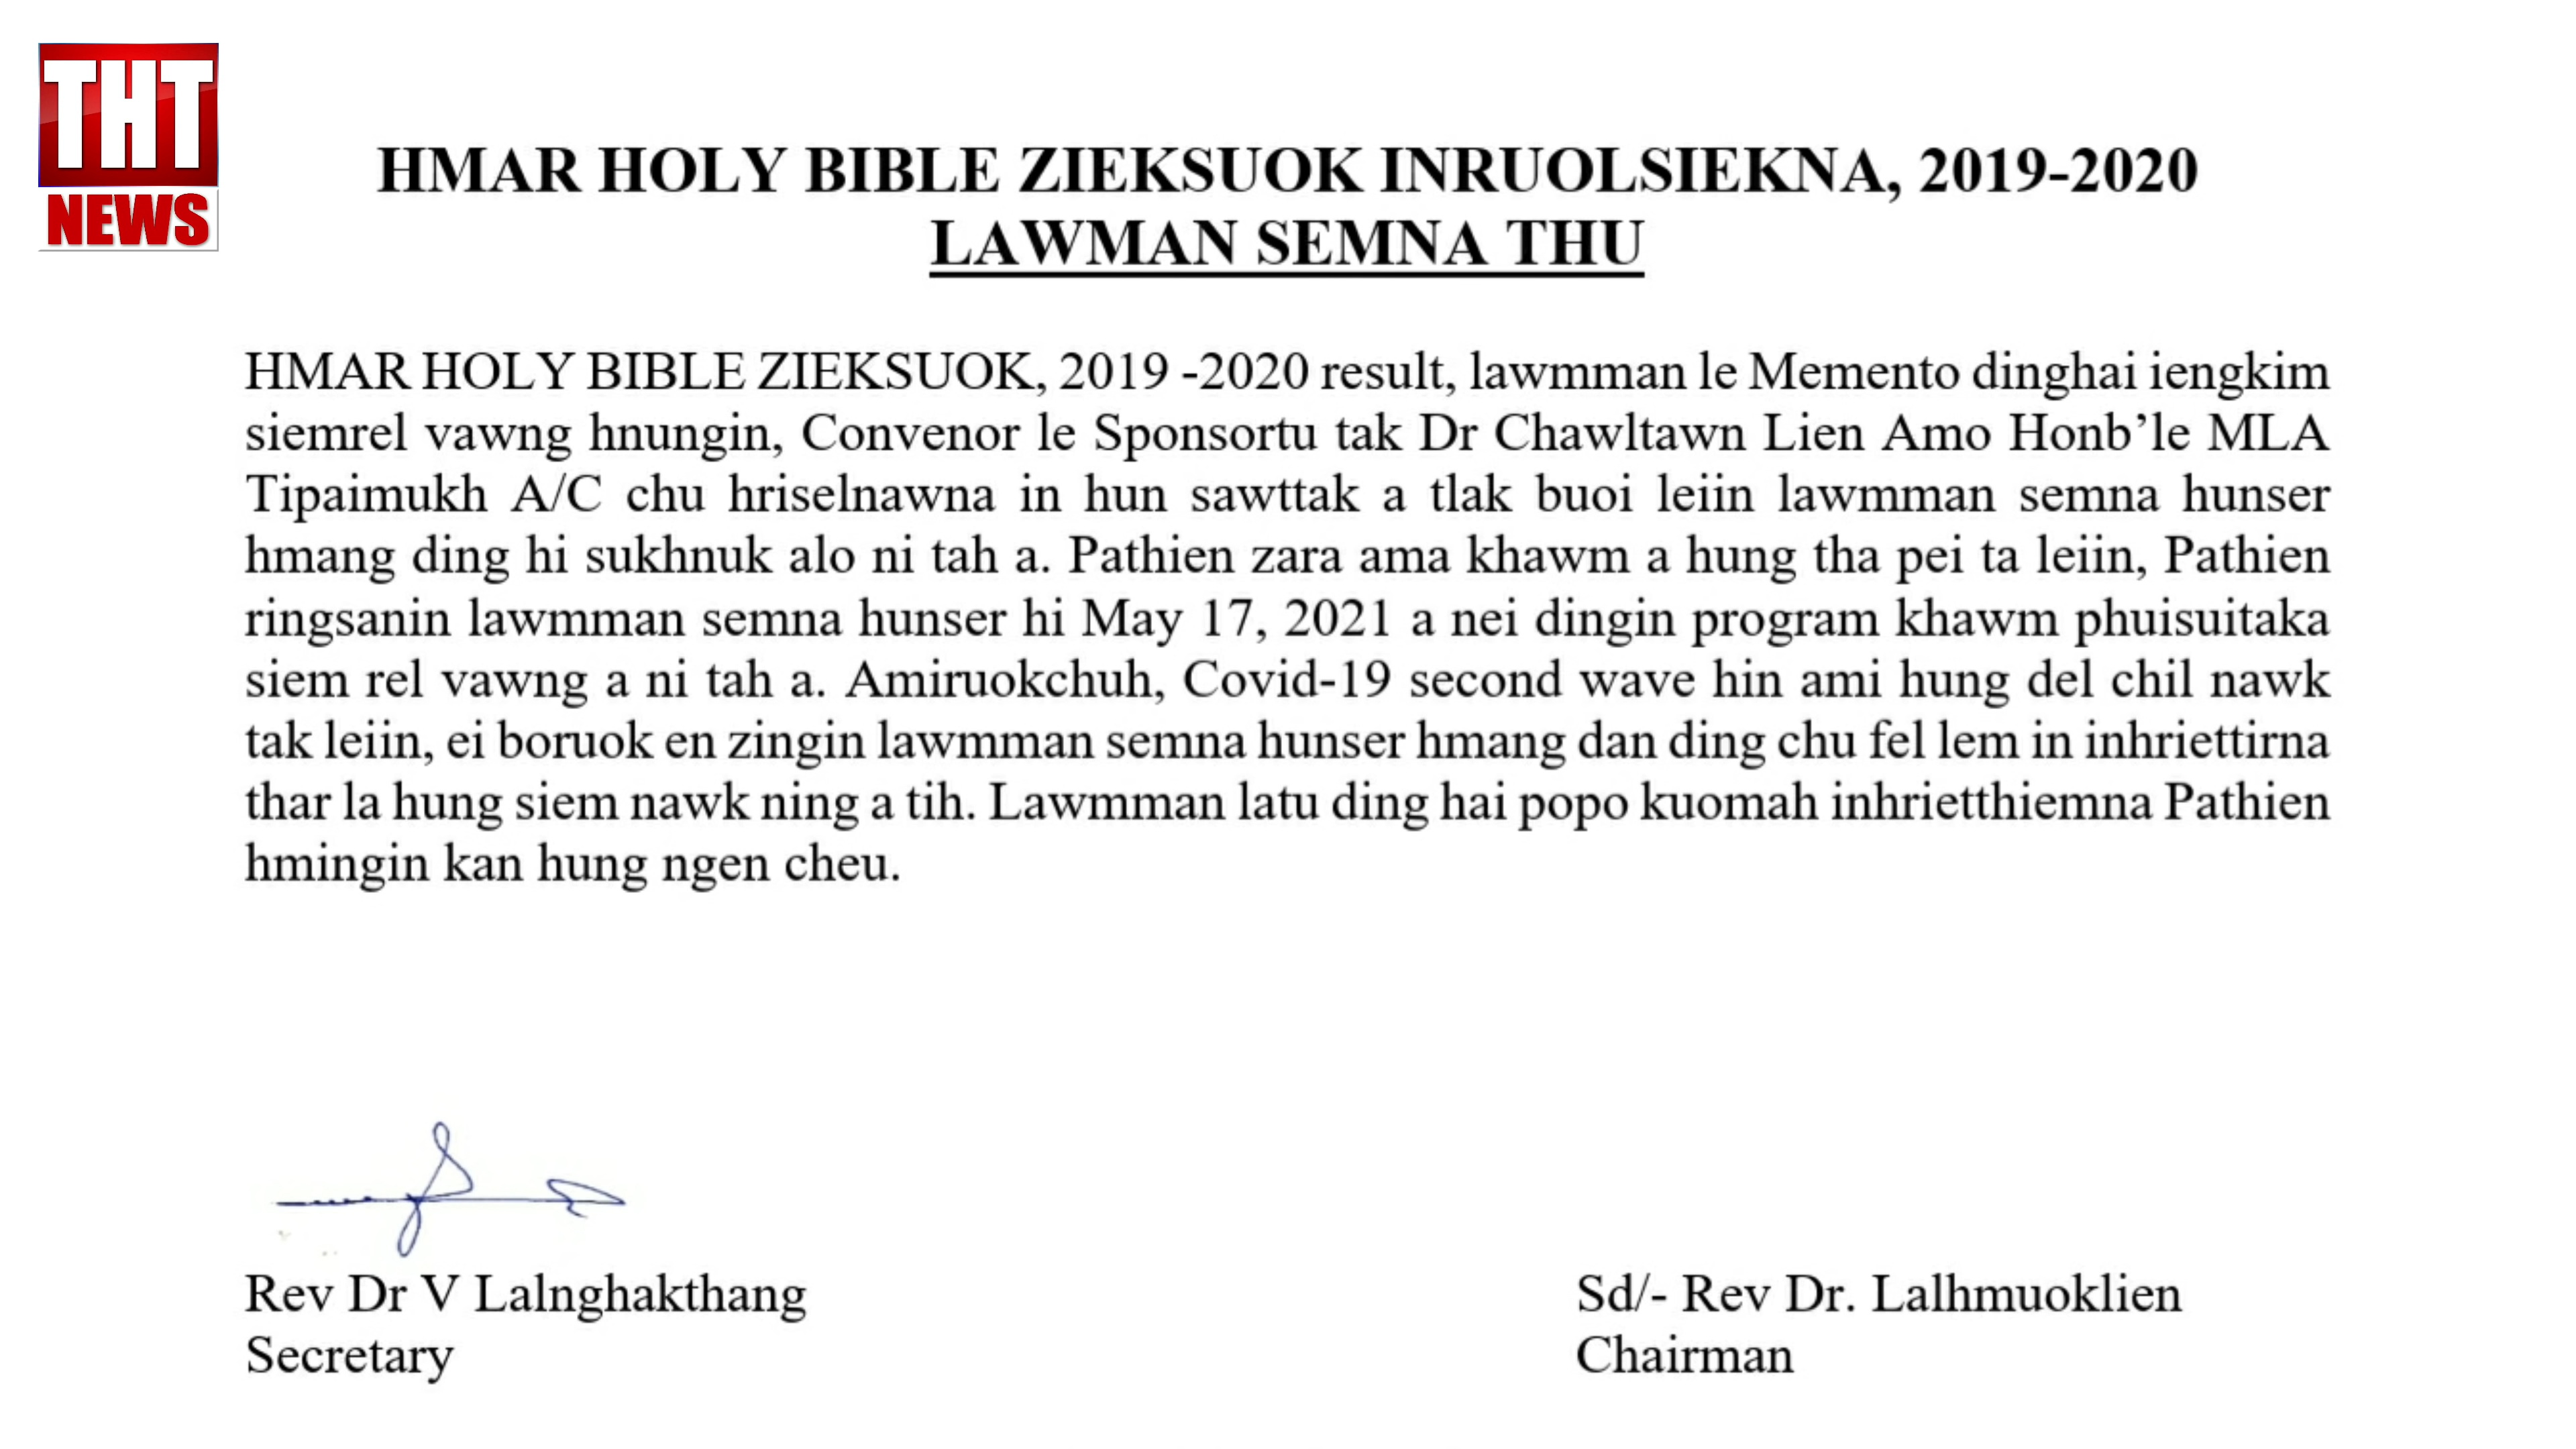 THT
NEWS
HMAR HOLY BIBLE ZIEKSUOK INRUOLSIEKNA, 2019-2020
LAWMAN SEMNA THU
HMAR HOLY BIBLE ZIEKSUOK, 2019 -2020 result, lawmman le Memento dinghai iengkim
siemrel vawng hnungin, Convenor le Sponsortu tak Dr Chawltawn Lien Amo Honb’le MLA
Tipaimukh A/C chu hriselnawna in hun sawttak a tlak buoi leiin lawmman semna hunser
hmang ding hi sukhnuk alo ni tah a. Pathien zara ama khawm a hung tha pei ta leiin, Pathien
ringsanin lawmman semna hunser hi May 17, 2021 a nei dingin program khawm phuisuitaka
siem rel vawng a ni tah a. Amiruokchuh, Covid-19 second wave hin ami hung del chil nawk
tak leiin, ei boruok en zingin lawmman semna hunser hmang dan ding chu fel lem in inhriettirna
thar la hung siem nawk ning a tih. Lawmman latu ding hai popo kuomah inhrietthiemna Pathien
hmingin kan hung ngen cheu.
Rev Dr V Lalnghakthang
Secretary
Sd/- Rev Dr. Lalhmuoklien
Chairman